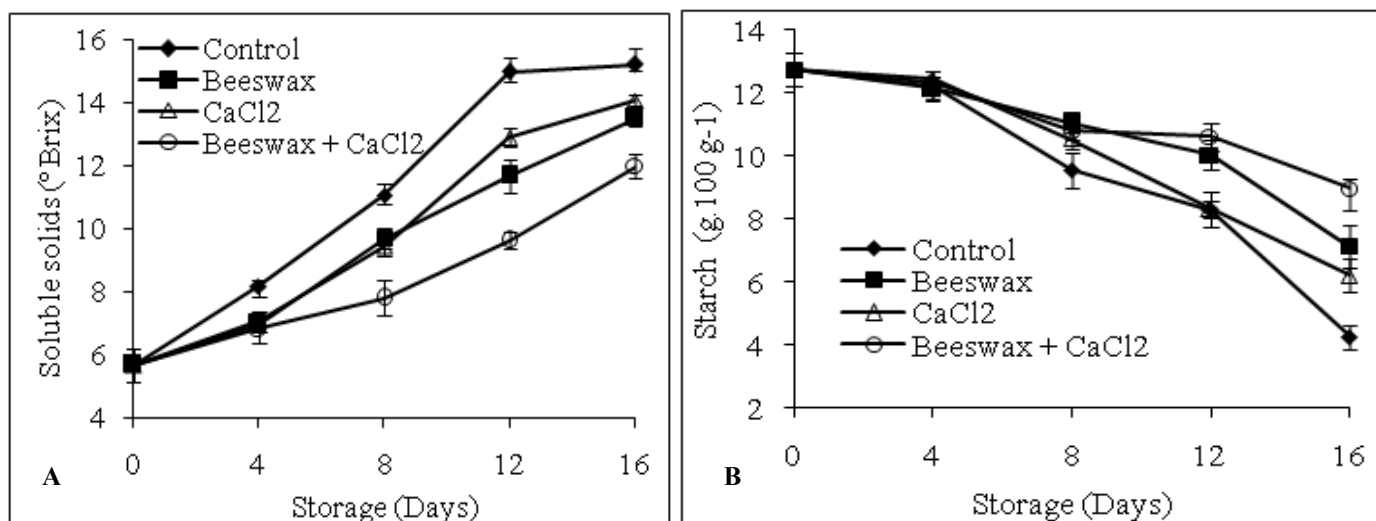 16
14
12
10
8
6
4
Soluble solids (°Brix)
Control
Beeswax
CaCl2
Beeswax + CaCl2
0 4 8 12 16
Storage (Days)
A
14
12
10
8
6
4
2
Starch (g.100 g-1)
Control
Beeswax
CaCl2
Beeswax + CaCl2
0 4 8 12 16
Storage (Days)
B